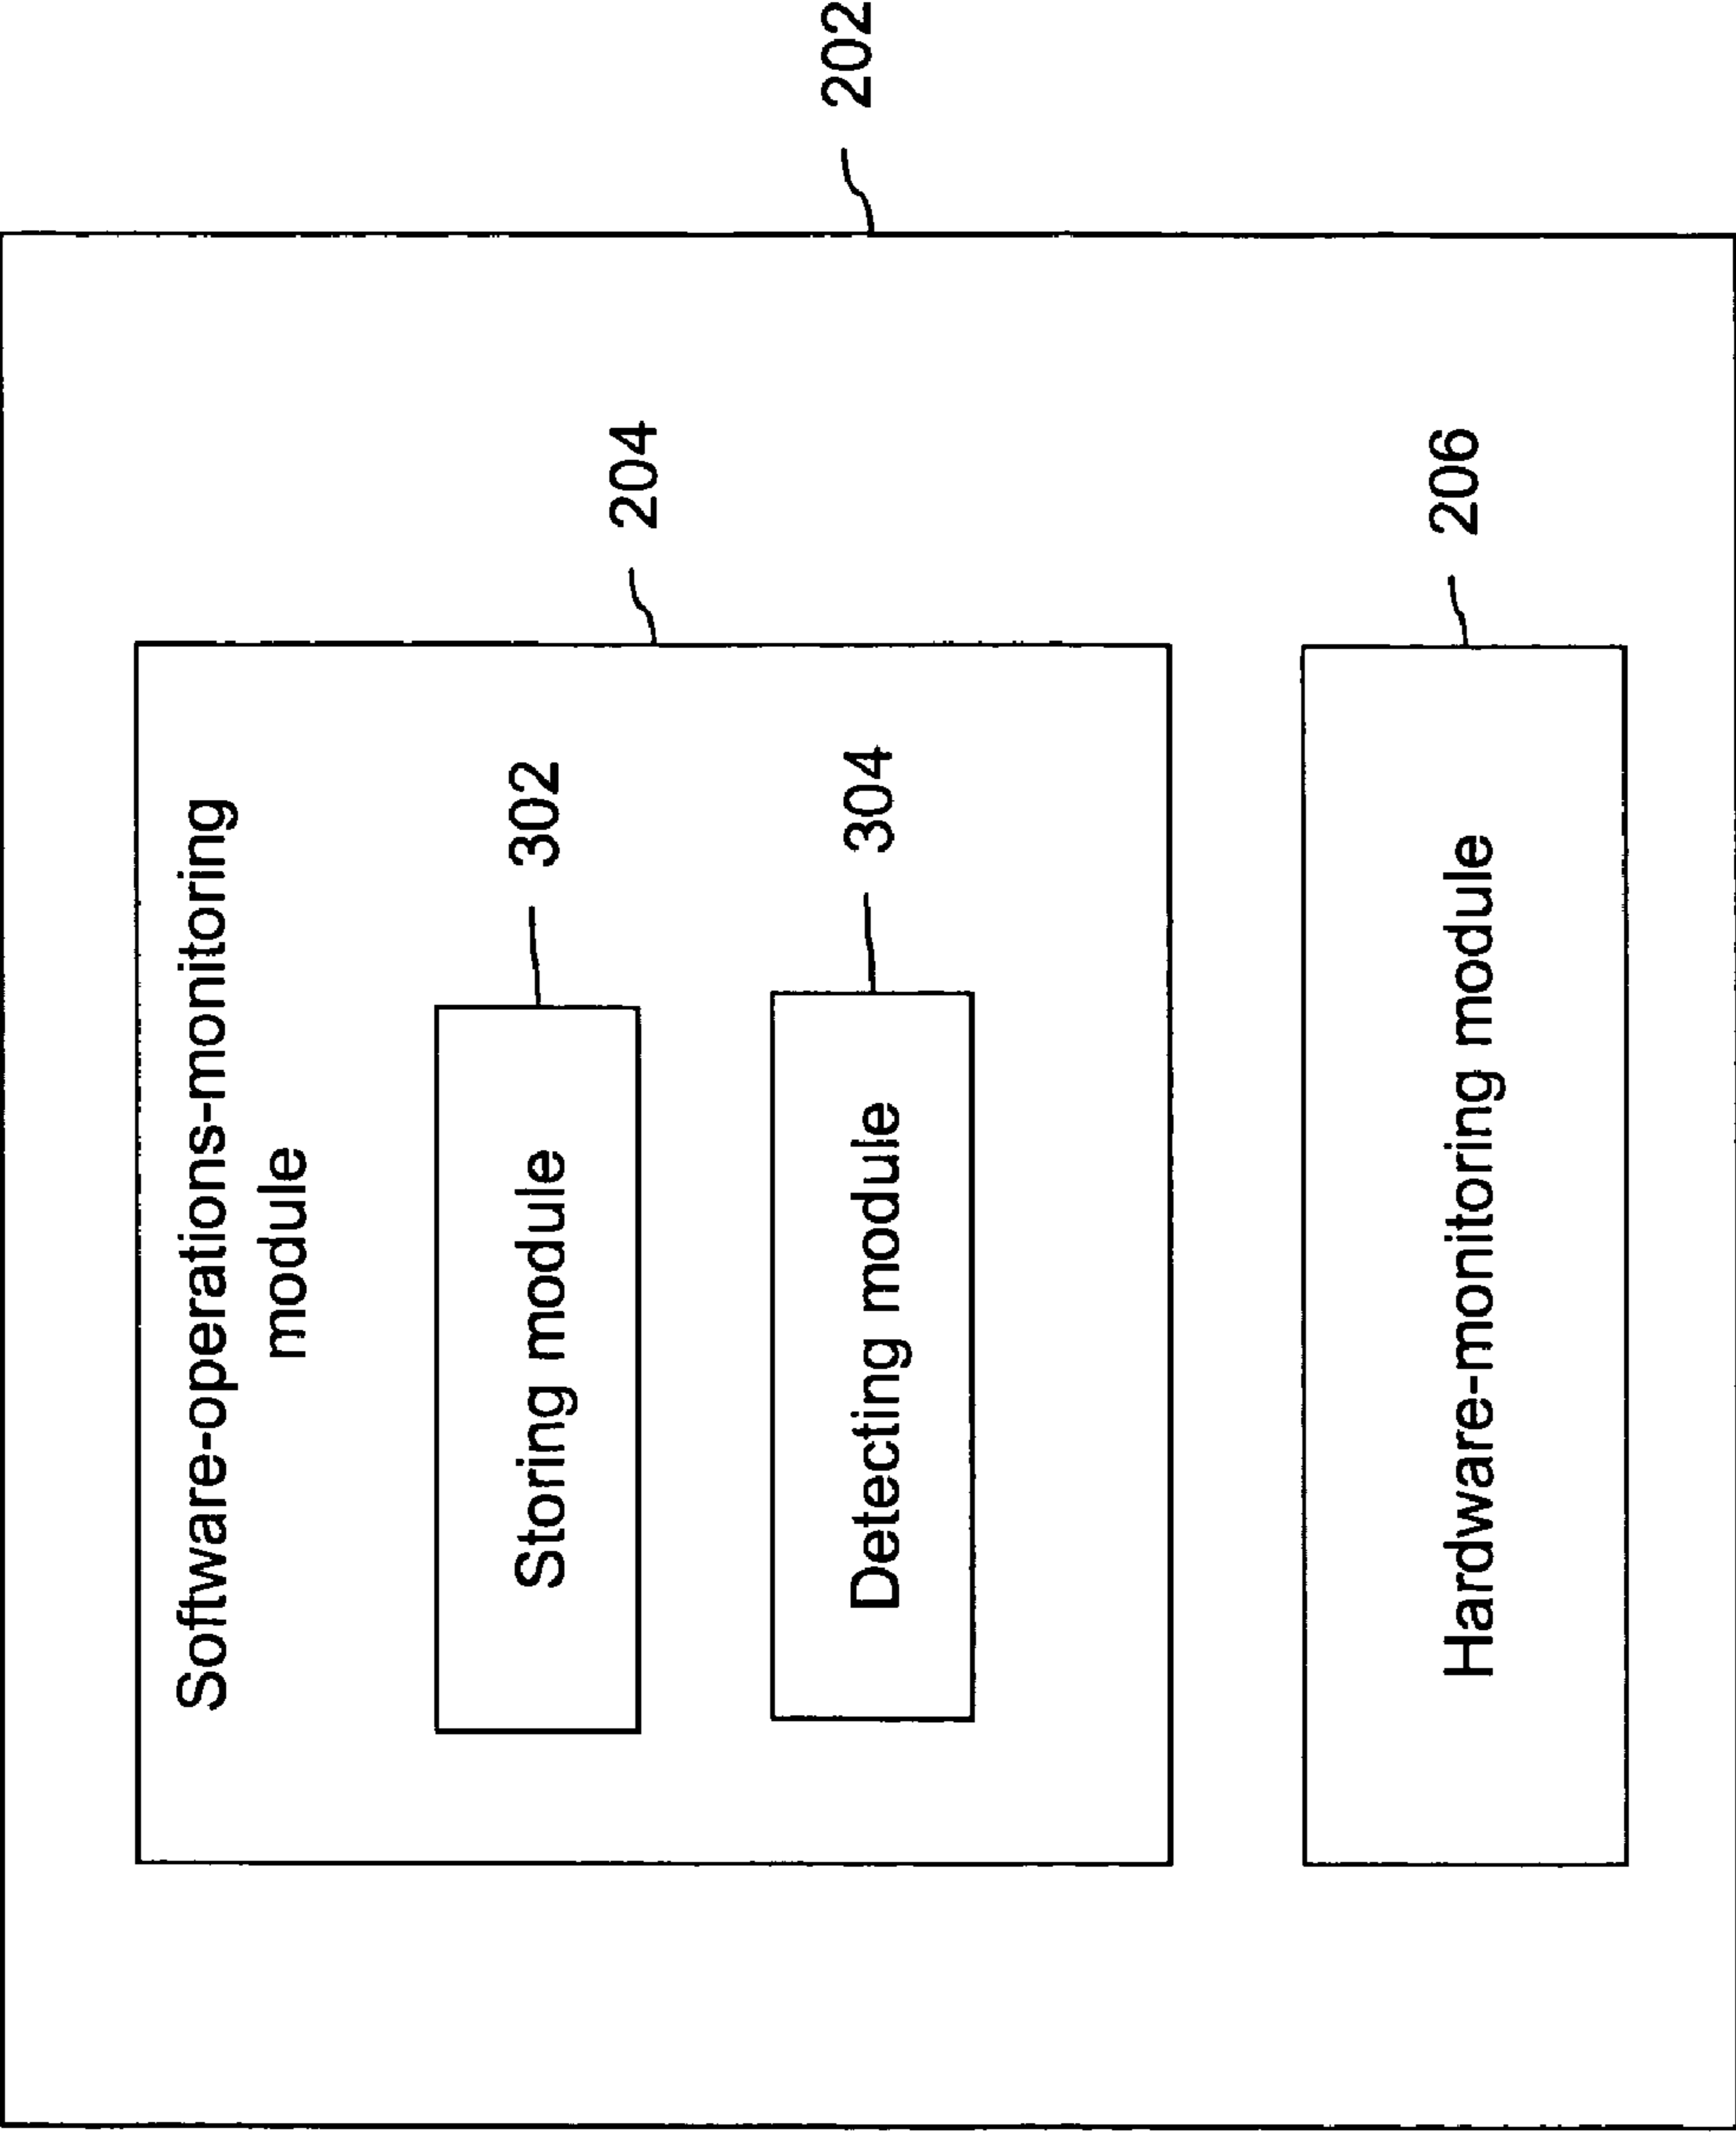 202
204
Software-operations-monitoring
module
302
Storing module
304
Detecting module
206
Hardware-monitoring module